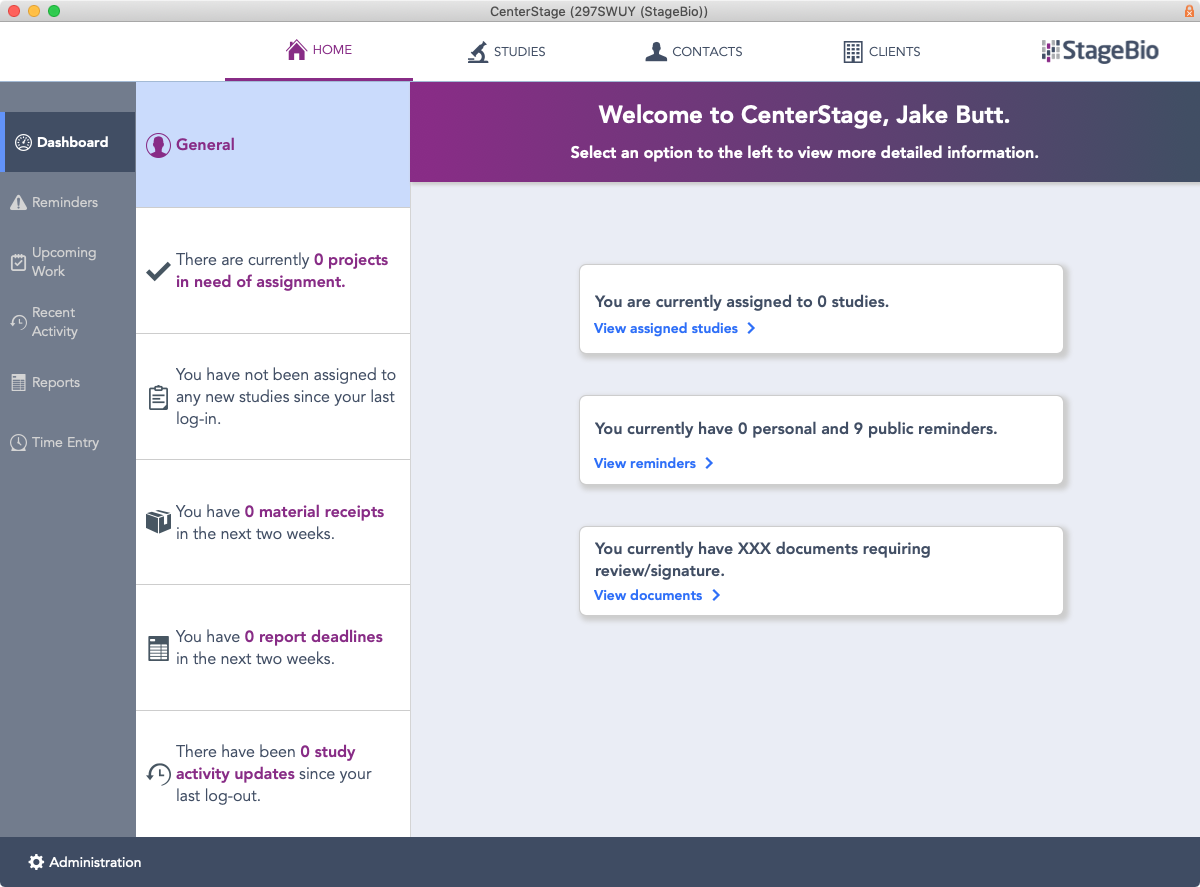 CenterStage (297SWUY (StageBio))
HOME
STUDIES
CONTACTS
CLIENTS
StageBio
Dashboard
Reminders
Upcoming
Work
Recent
Activity
Reports
Time Entry
General
There are currently 0 projects
in need of assignment.
You have not been assigned to
any new studies since your last
log-in.
You have 0 material receipts
in the next two weeks.
You have 0 report deadlines
in the next two weeks.
There have been 0 study
activity updates since your
last log-out.
Welcome to CenterStage, Jake Butt.
Select an option to the left to view more detailed information.
You are currently assigned to 0 studies.
View assigned studies
You currently have 0 personal and 9 public reminders.
View reminders
You currently have XXX documents requiring
review/signature.
View documents
Administration